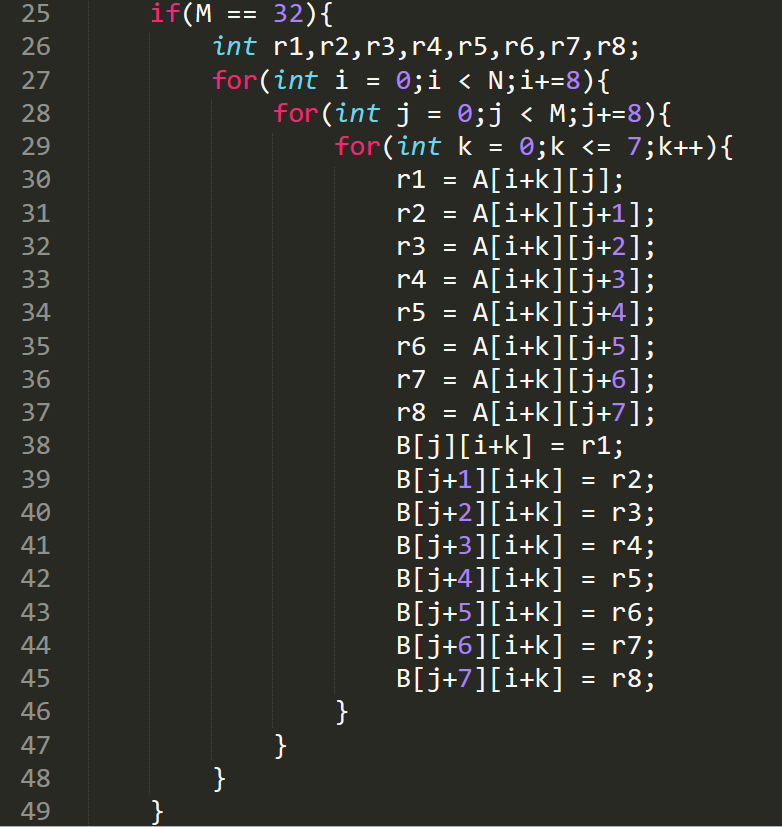 25 if(M == 32){
26 int r1,r2,r3,r4,r5,r6,r7,r8;
27 for(int i = 0;i < N;i+=8){
28 for(int j = 0;j < M;j+=8){
29 for(int k = 0;k <= 7;k++){
30 r1 = A[i+k][j];
31 r2 = A[i+k][j+1];
32 r3 = A[i+k][j+2];
33 r4 = A[i+k][j+3];
34 r5 = A[i+k][j+4];
35 r6 = A[i+k][j+5];
36 r7 = A[i+k][j+6];
37 r8 = A[i+k][j+7];
38 B[j][i+k] = r1;
39 B[j+1][i+k] = r2;
40 B[j+2][i+k] = r3;
41 B[j+3][i+k] = r4;
42 B[j+4][i+k] = r5;
43 B[j+5][i+k] = r6;
44 B[j+6][i+k] = r7;
45 B[j+7][i+k] = r8;
46 }
47 }
48 }
49 }